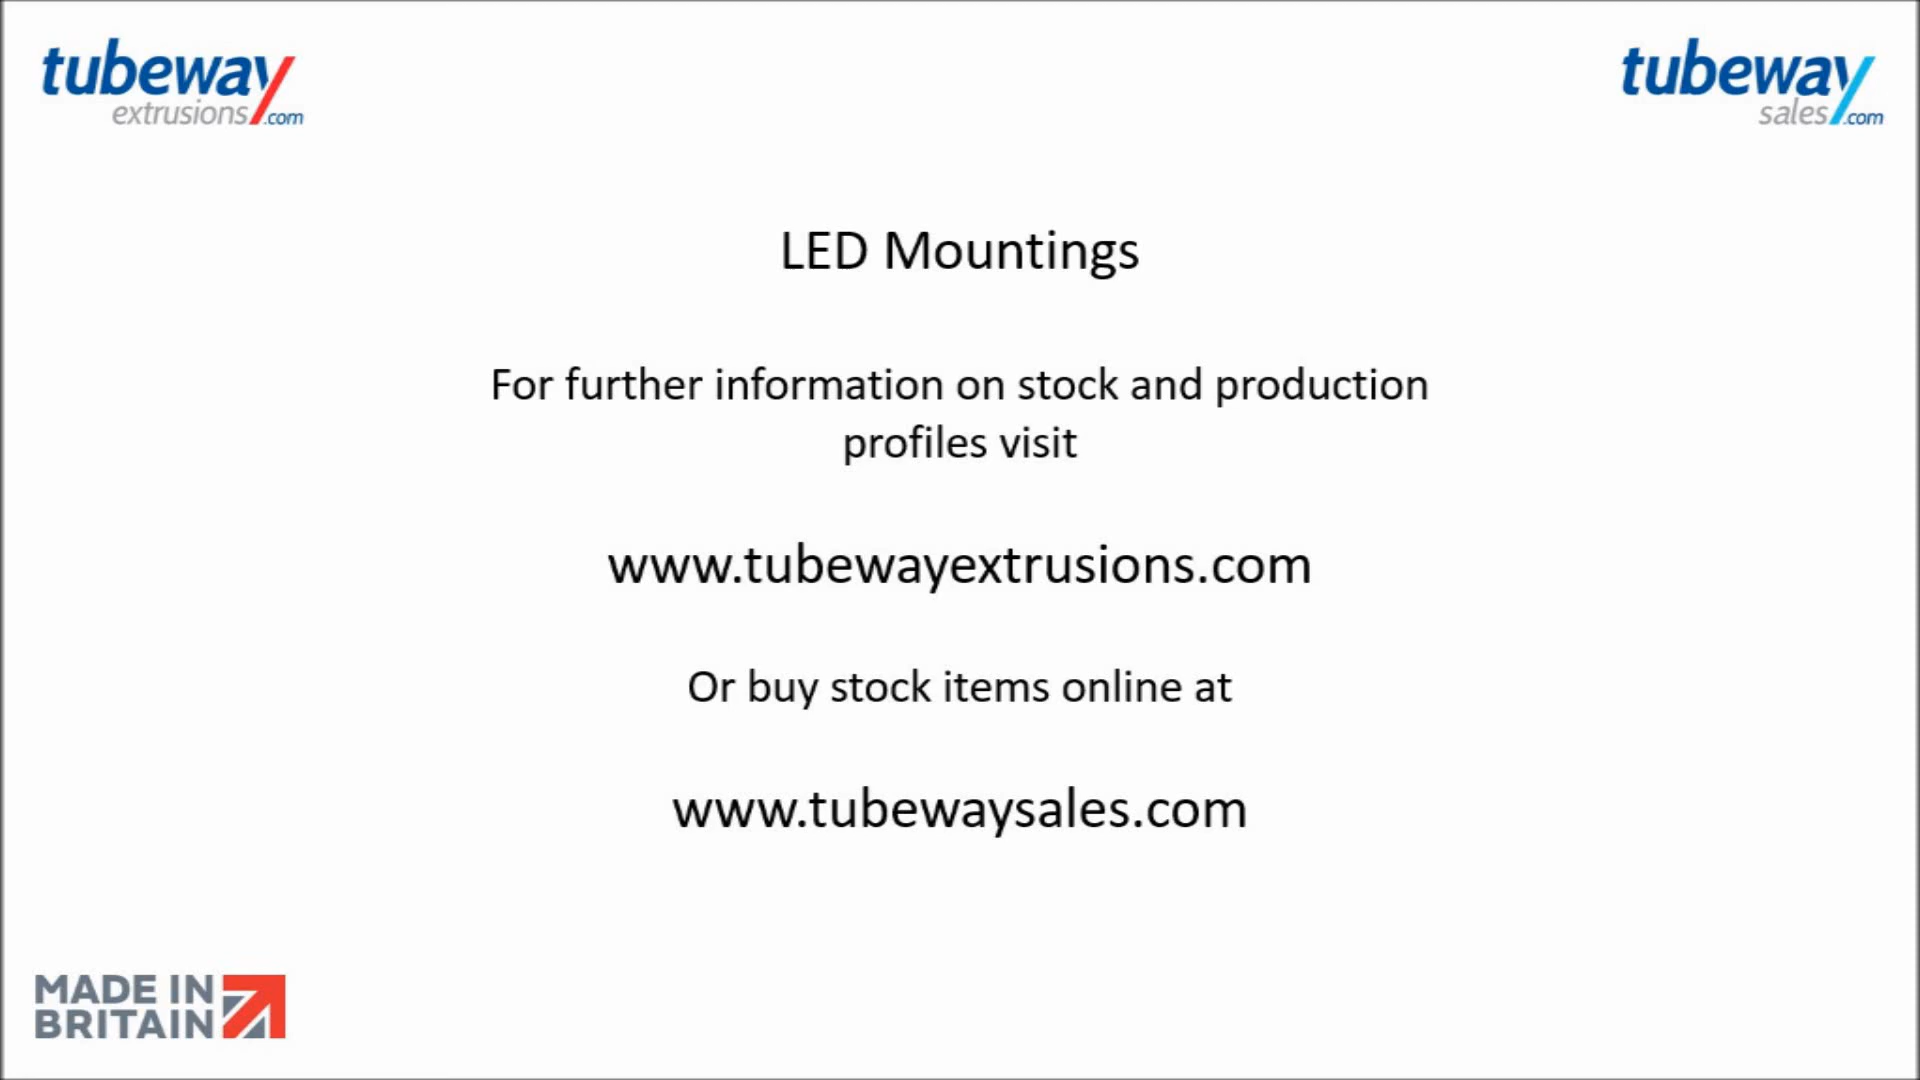 tubeway
extrusions .com
tubeway
sales .com
LED Mountings
For further information on stock and production
profiles visit
www.tubewayextrusions.com
Or buy stock items online at
www.tubewaysales.com
MADE IN
BRITAIN